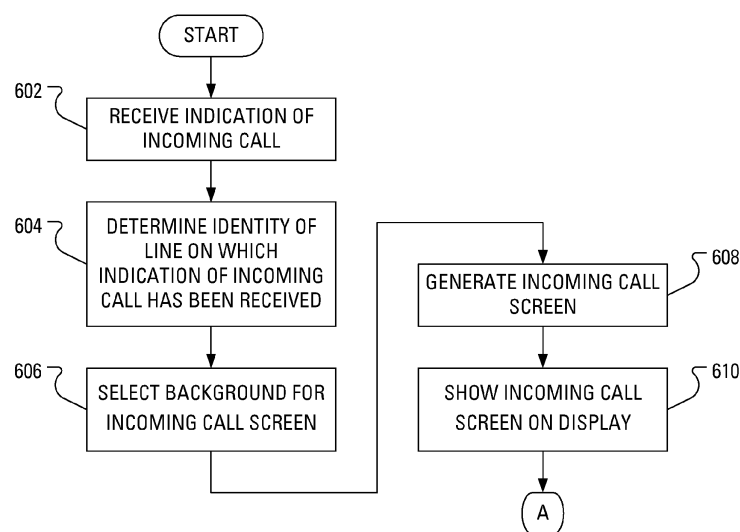 START
602
RECEIVE INDICATION OF
INCOMING CALL
604
DETERMINE IDENTITY OF
LINE ON WHICH
INDICATION OF INCOMING
CALL HAS BEEN RECEIVED
606
SELECT BACKGROUND FOR
INCOMING CALL SCREEN
608
GENERATE INCOMING CALL
SCREEN
610
SHOW INCOMING CALL
SCREEN ON DISPLAY
A